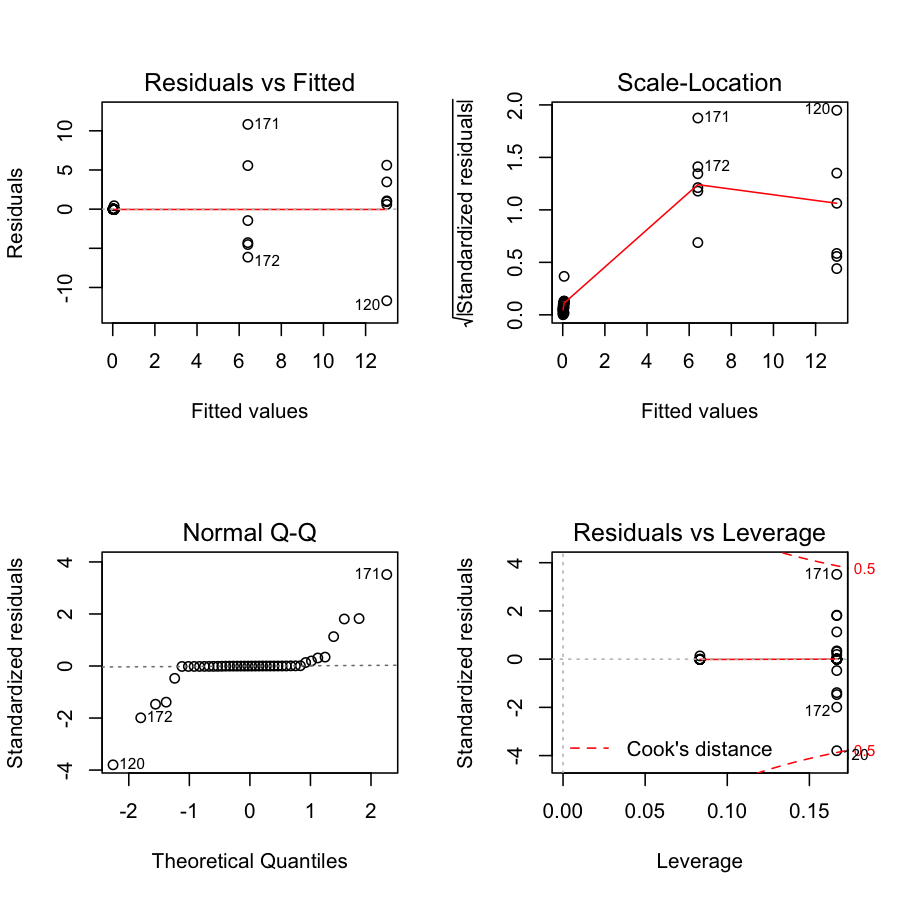 Residuals vs Fitted
Residuals
10
5
0
-10
171
172
120
0 2 4 6 8 10 12
Fitted values
Scale-Location
√|Standardized residuals|
2.0
1.5
1.0
0.5
0.0
120
171
172
0 2 4 6 8 10 12
Fitted values
Normal Q-Q
Standardized residuals
4
2
0
-2
-4
171
172
120
-2 -1 0 1 2
Theoretical Quantiles
Residuals vs Leverage
Standardized residuals
4
2
0
-2
-4
171
0.5
172
Cook's distance
0.5
20
0.00 0.05 0.10 0.15
Leverage